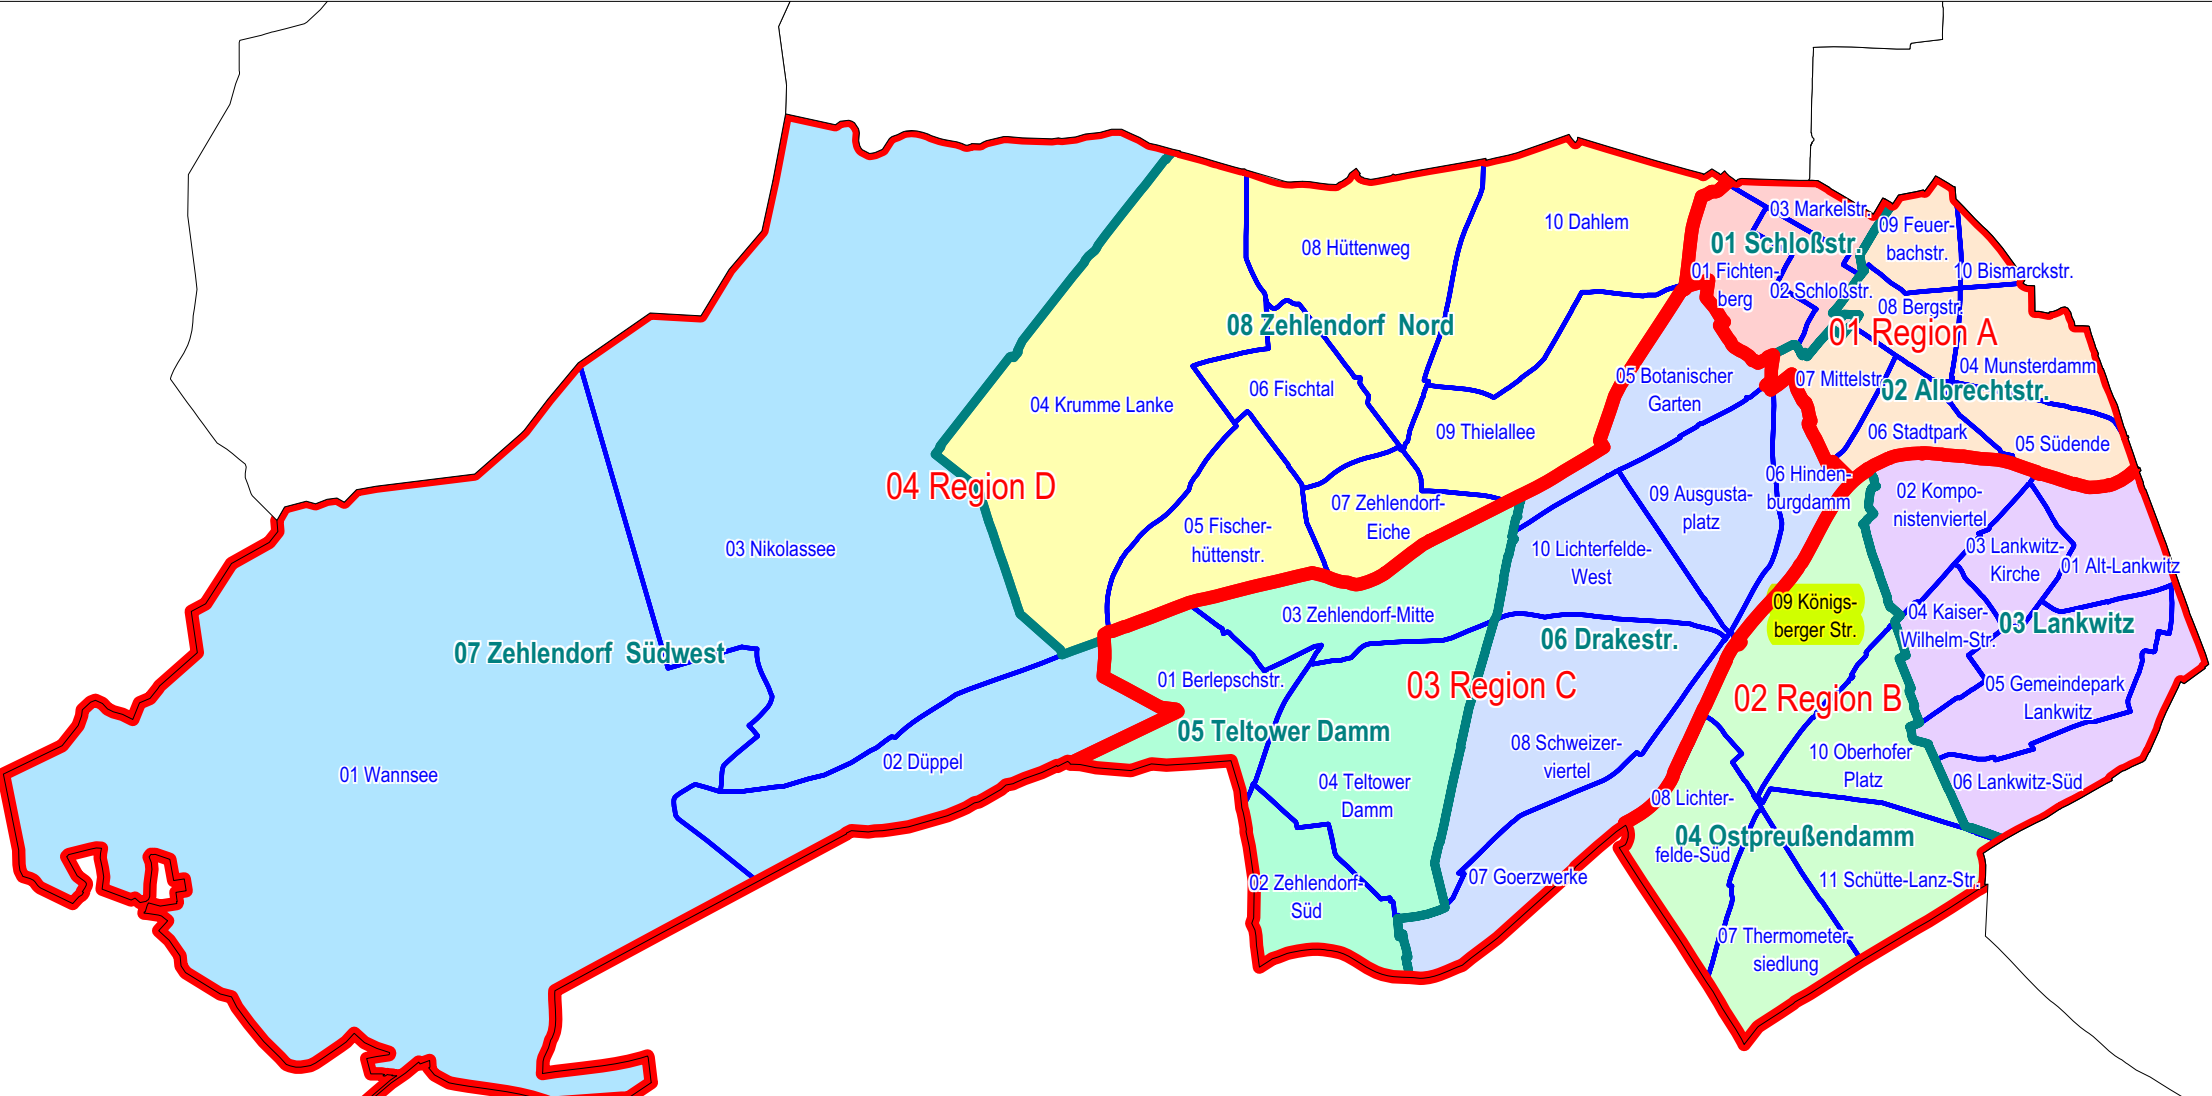 03 Markelstr.
10 Dahlem
09 Feuer-
bachstr.
08 Hüttenweg
01 Schloßstr.
01 Fichten-
berg
10 Bismarckstr.
02 Schloßstr.
08 Bergstr.
08 Zehlendorf Nord
01 Region A
04 Munsterdamm
05 Botanischer
Garten
07 Mittelstr.
02 Albrechtstr.
06 Fischtal
04 Krumme Lanke
09 Thielallee
06 Stadtpark
05 Südende
04 Region D
06 Hinden-
burgdamm
09 Ausgusta-
platz
02 Kompo-
nistenviertel
07 Zehlendorf-
Eiche
05 Fischer-
hüttenstr.
03 Nikolassee
10 Lichterfelde-
West
03 Lankwitz-
Kirche
01 Alt-Lankwitz
09 Königs-
berger Str.
03 Zehlendorf-Mitte
04 Kaiser-
Wilhelm-Str.
03 Lankwitz
06 Drakestr.
07 Zehlendorf Südwest
01 Berlepschstr.
03 Region C
02 Region B
05 Gemeindepark
Lankwitz
05 Teltower Damm
08 Schweizer-
viertel
10 Oberhofer
Platz
02 Düppel
01 Wannsee
04 Teltower
Damm
06 Lankwitz-Süd
08 Lichter-
felde-Süd
04 Ostpreußendamm
07 Goerzwerke
02 Zehlendorf-
Süd
11 Schütte-Lanz-Str.
07 Thermometer-
siedlung